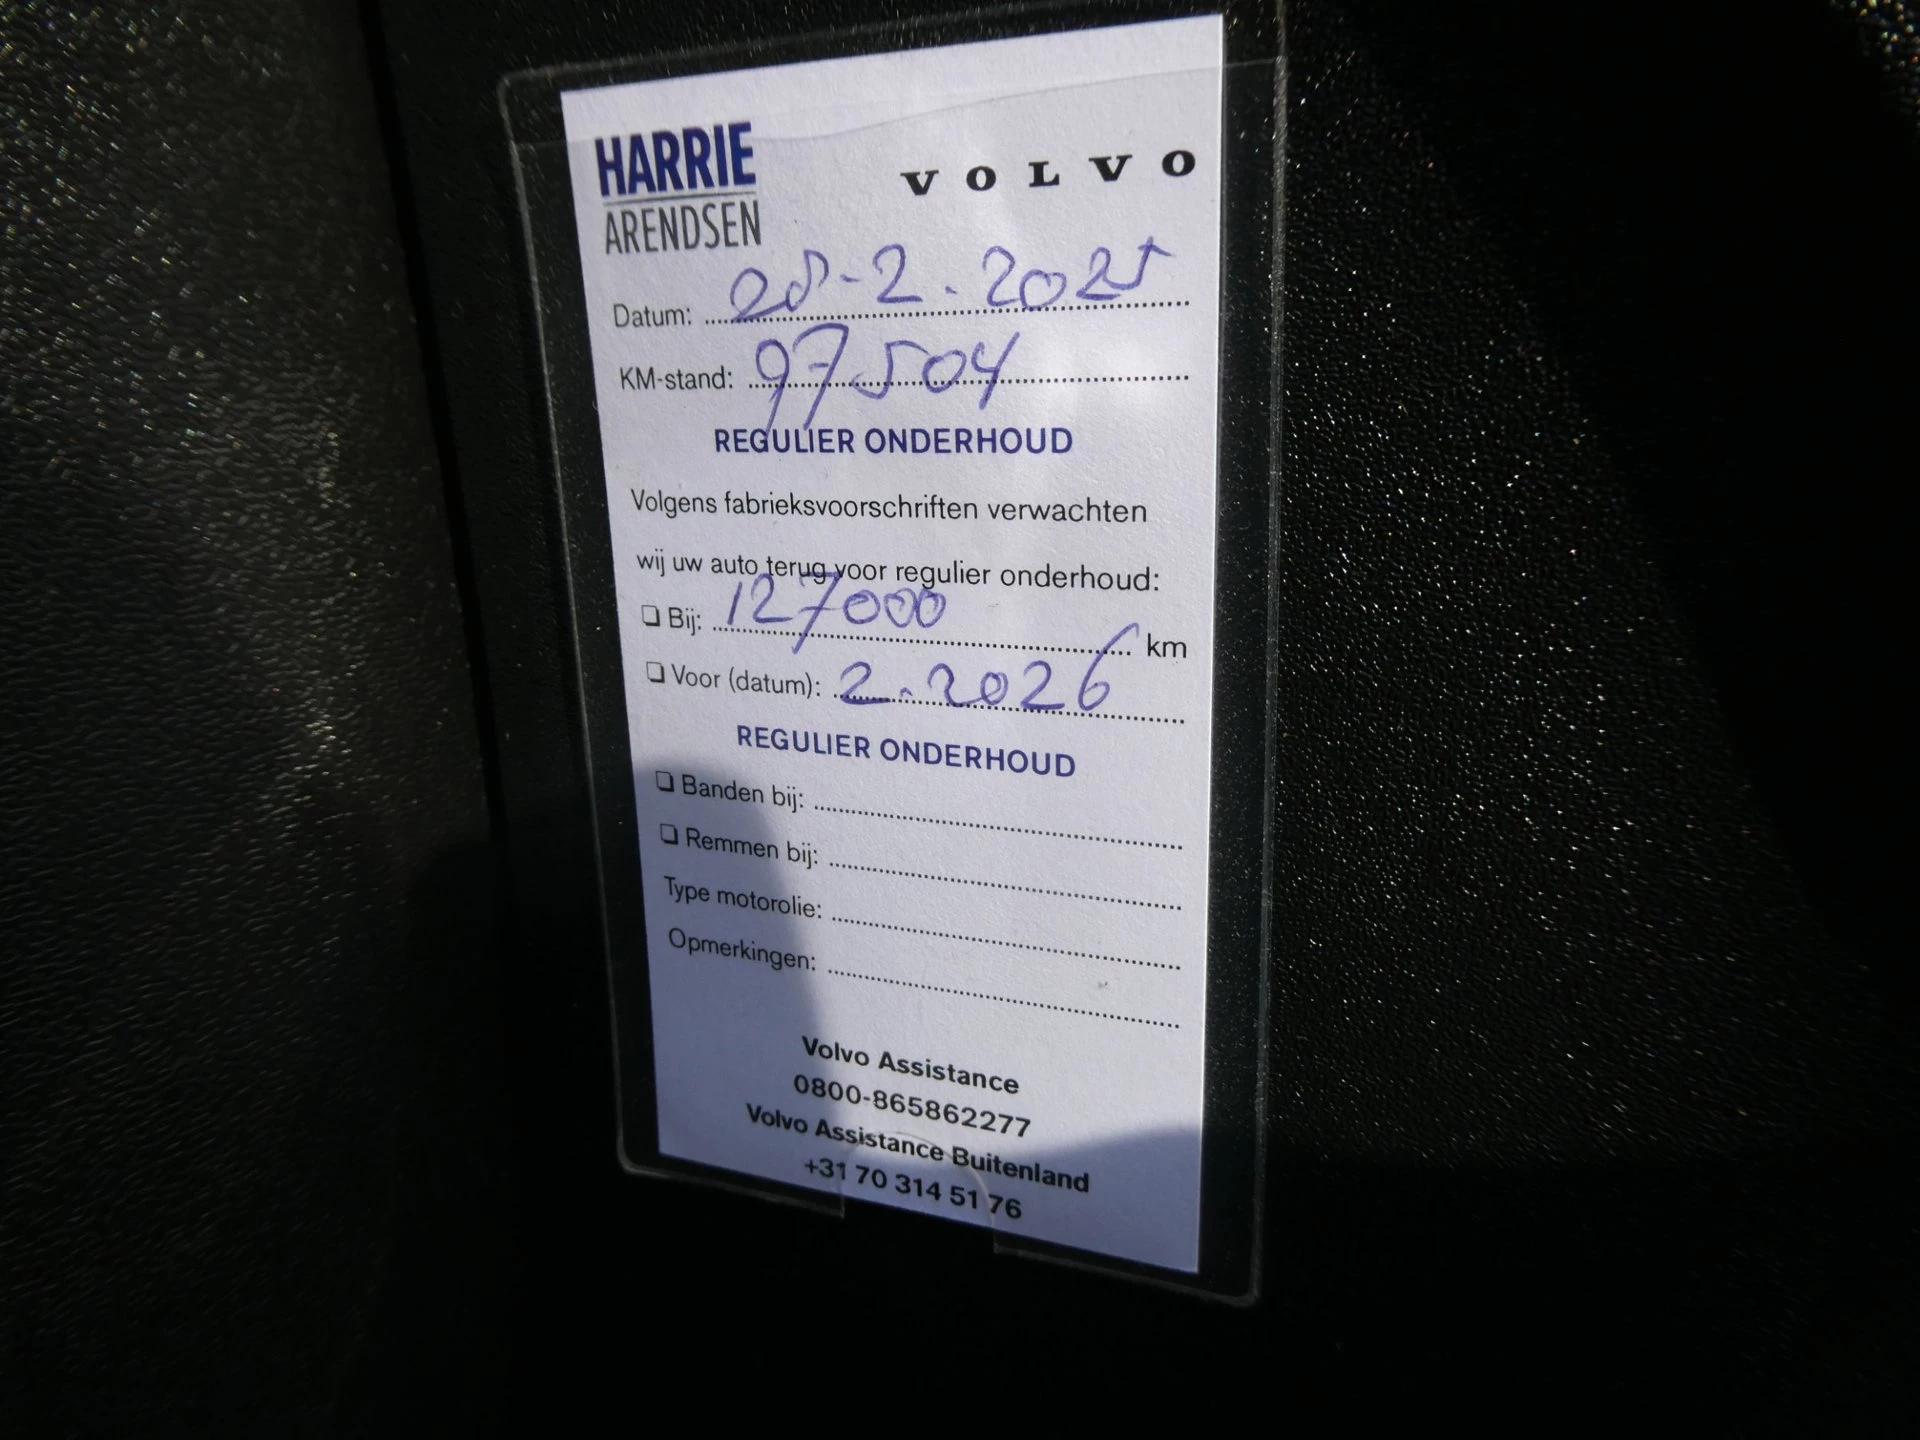 HARRIE
ARENDSEN
VOLVO
Datum: 28-2-2025
KM-stand: 97504
REGULIER ONDERHOUD
Volgens fabrieksvoorschriften verwachten
wij uw auto terug voor regulier onderhoud:
❏ Bij: 127000 km
❏ Voor (datum): 2-2026
REGULIER ONDERHOUD
❏ Banden bij:
❏ Remmen bij:
Type motorolie:
Opmerkingen:
Volvo Assistance
0800-865862277
Volvo Assistance Buitenland
+31 70 314 51 76